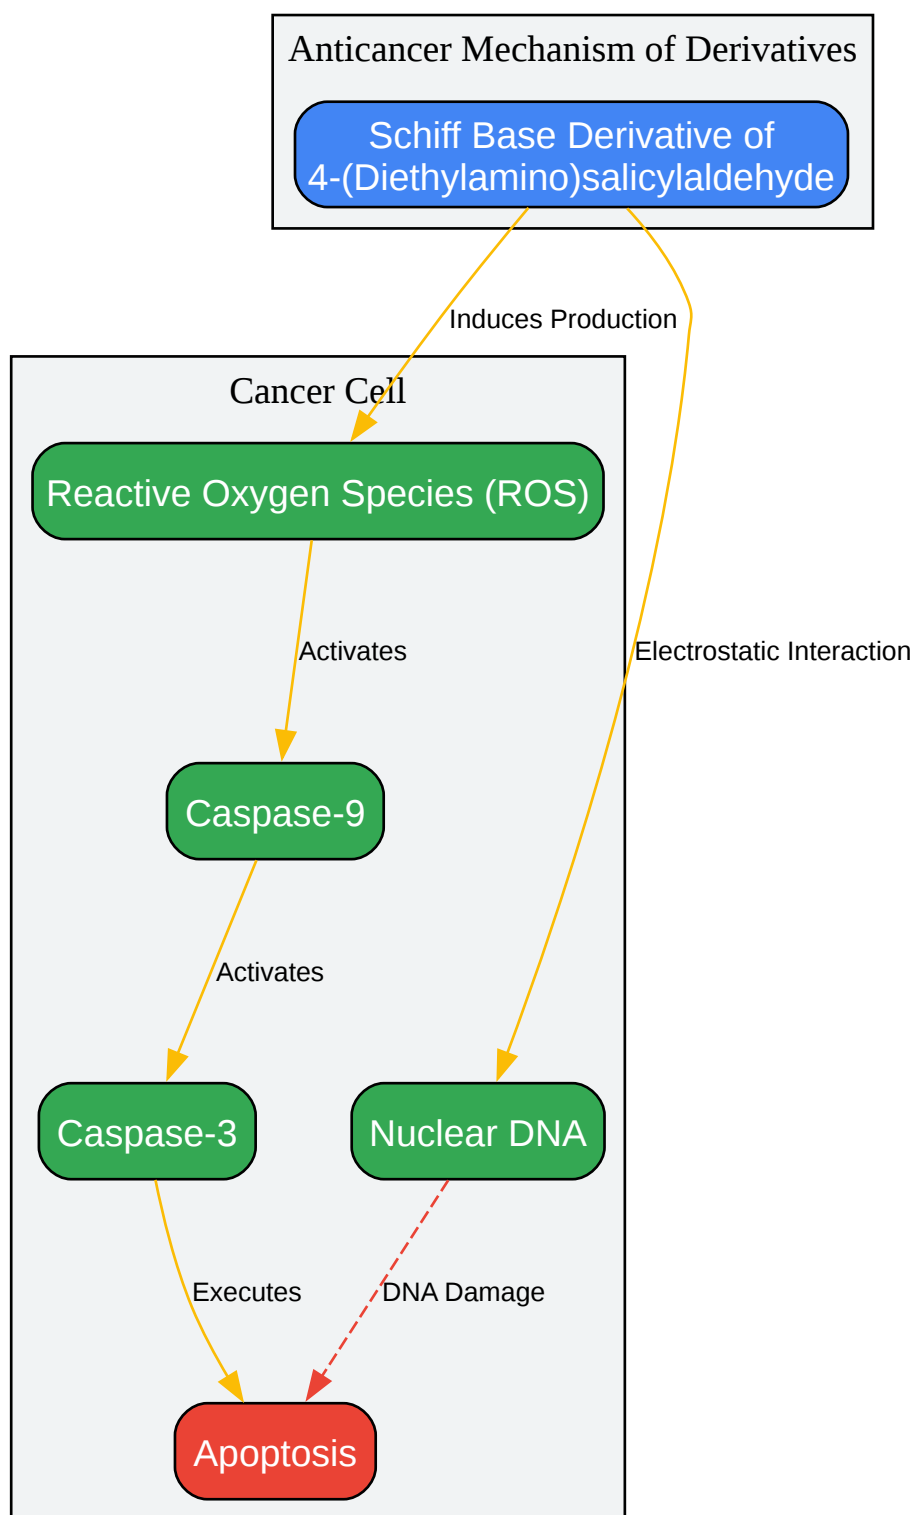 Anticancer Mechanism of Derivatives
Schiff Base Derivative of
4-(Diethylamino)salicylaldehyde
Induces Production
Cancer Cell
Reactive Oxygen Species (ROS)
Activates
Electrostatic Interaction
Caspase-9
Activates
Caspase-3
Nuclear DNA
Executes
DNA Damage
Apoptosis